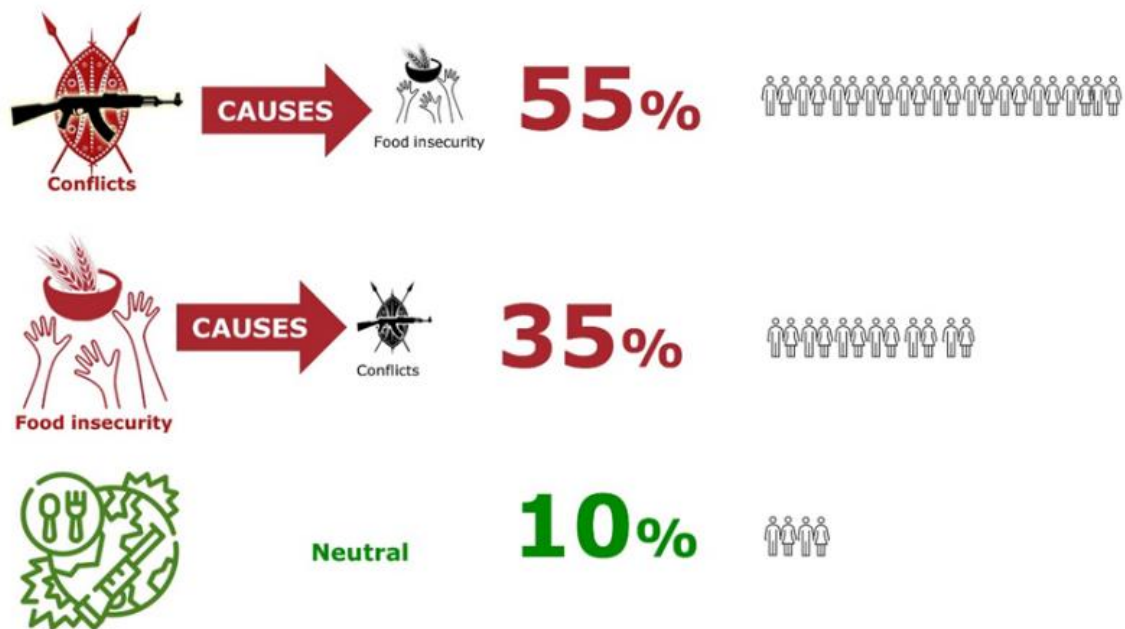 CAUSES
Food insecurity
55%
Conflicts
CAUSES
Conflicts
35%
Food insecurity
Neutral
10%